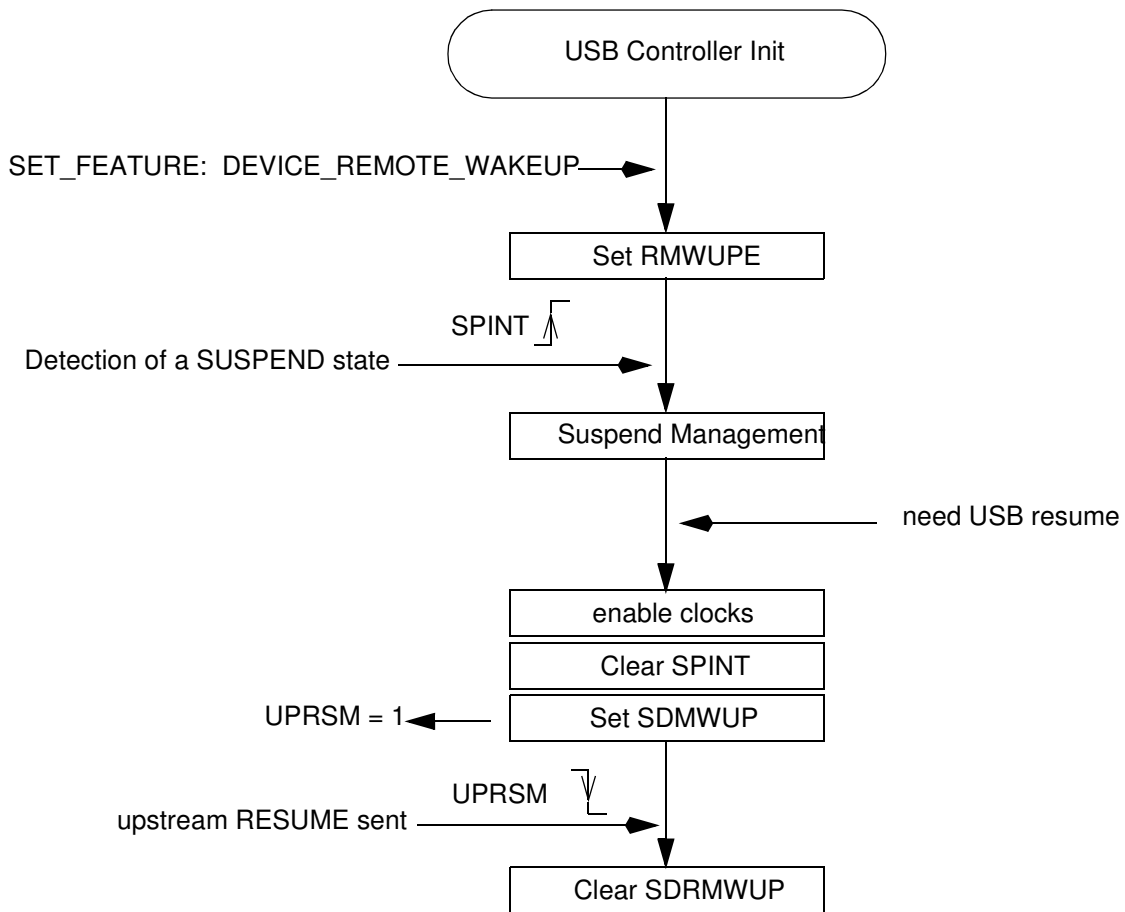 USB Controller Init
SET_FEATURE: DEVICE_REMOTE_WAKEUP
Set RMWUPE
SPINT
Detection of a SUSPEND state
Suspend Management
need USB resume
enable clocks
Clear SPINT
UPRSM = 1
Set SDMWUP
UPRSM
upstream RESUME sent
Clear SDRMWUP